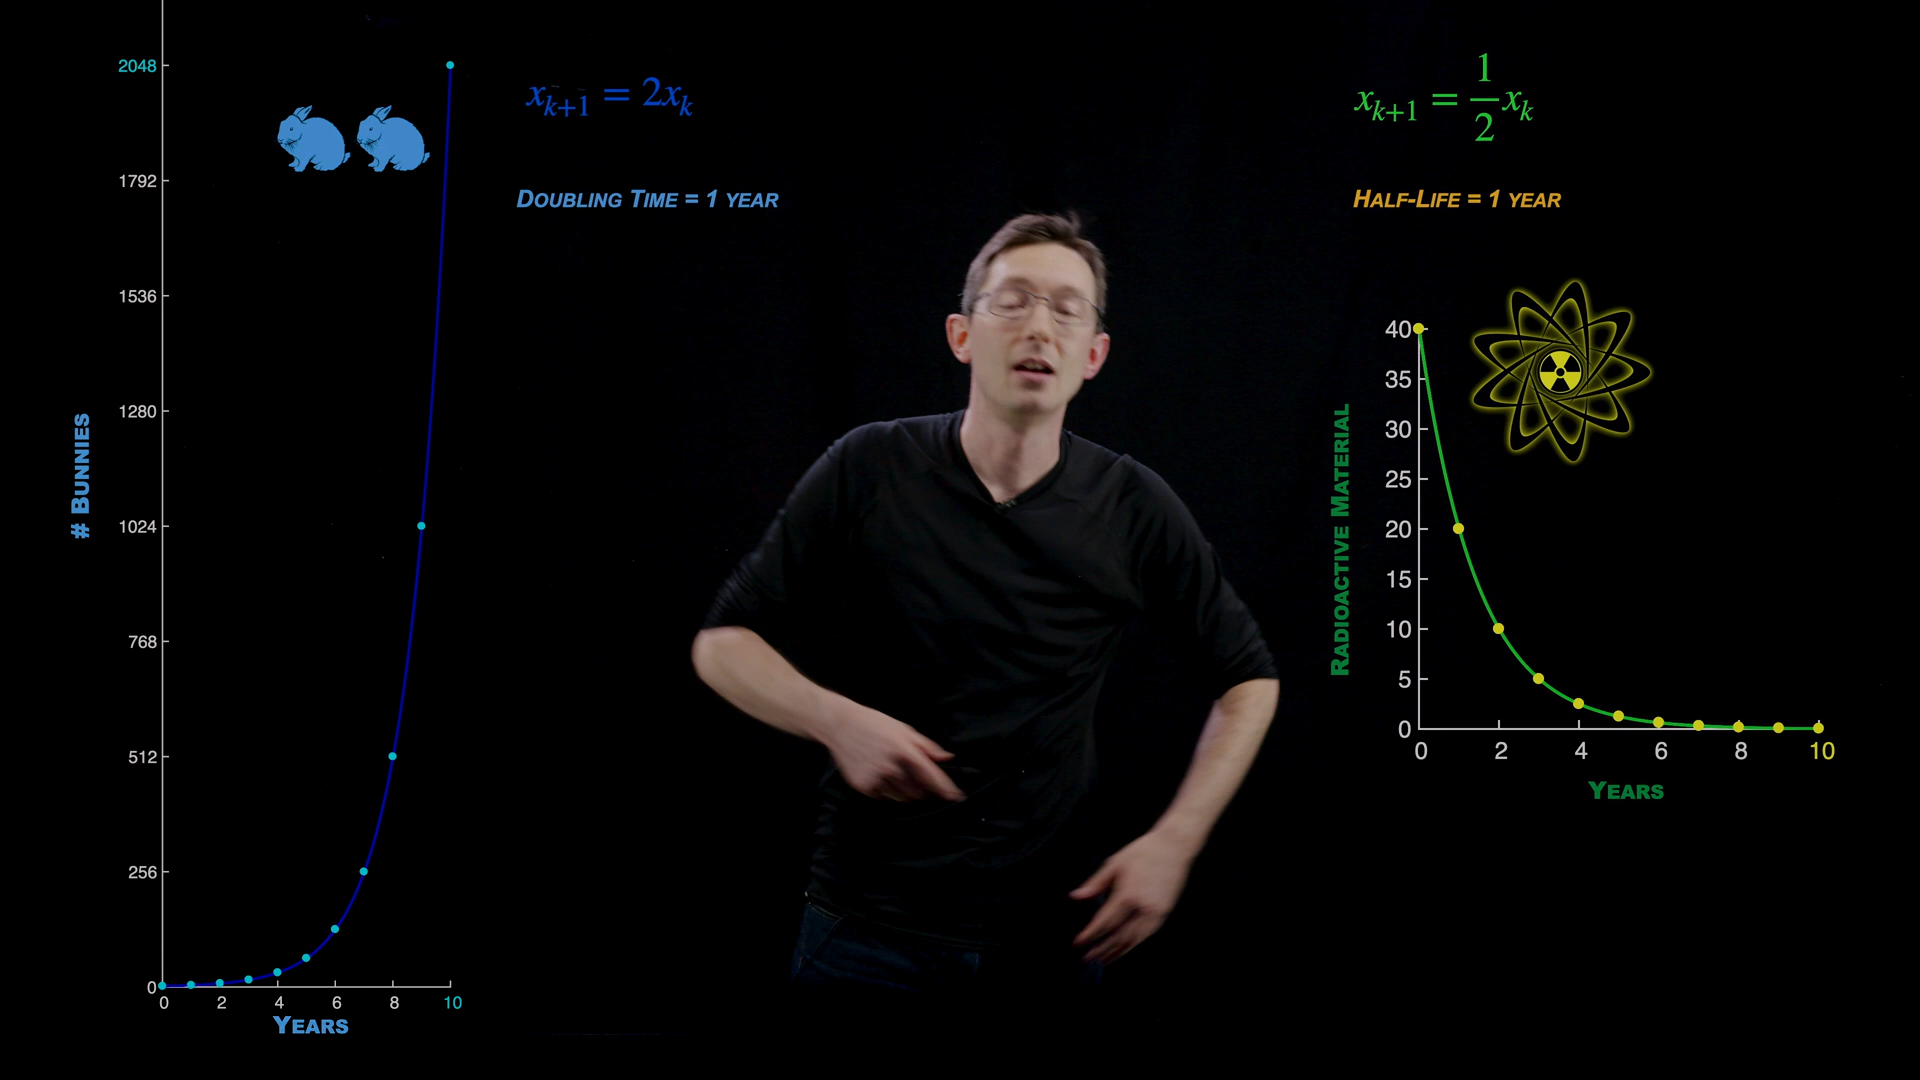 2048
1792
1536
1280
1024
768
512
256
0
0 2 4 6 8 10
# BUNNIES
YEARS
x_{k+1} = 2x_k
DOUBLING TIME = 1 YEAR
x_{k+1} = \frac{1}{2}x_k
HALF-LIFE = 1 YEAR
40
35
30
25
20
15
10
5
0
0 2 4 6 8 10
RADIOACTIVE MATERIAL
YEARS